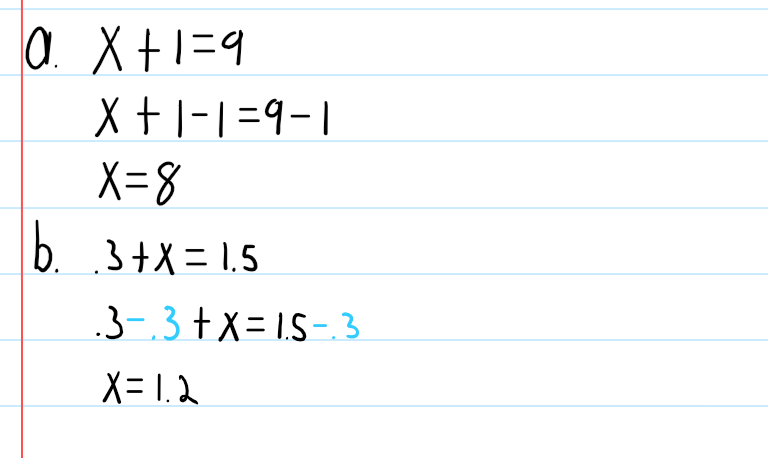 a. x + 1 = 9
x + 1 - 1 = 9 - 1
x = 8
b. .3 + x = 1.5
.3 - .3 + x = 1.5 - .3
x = 1.2